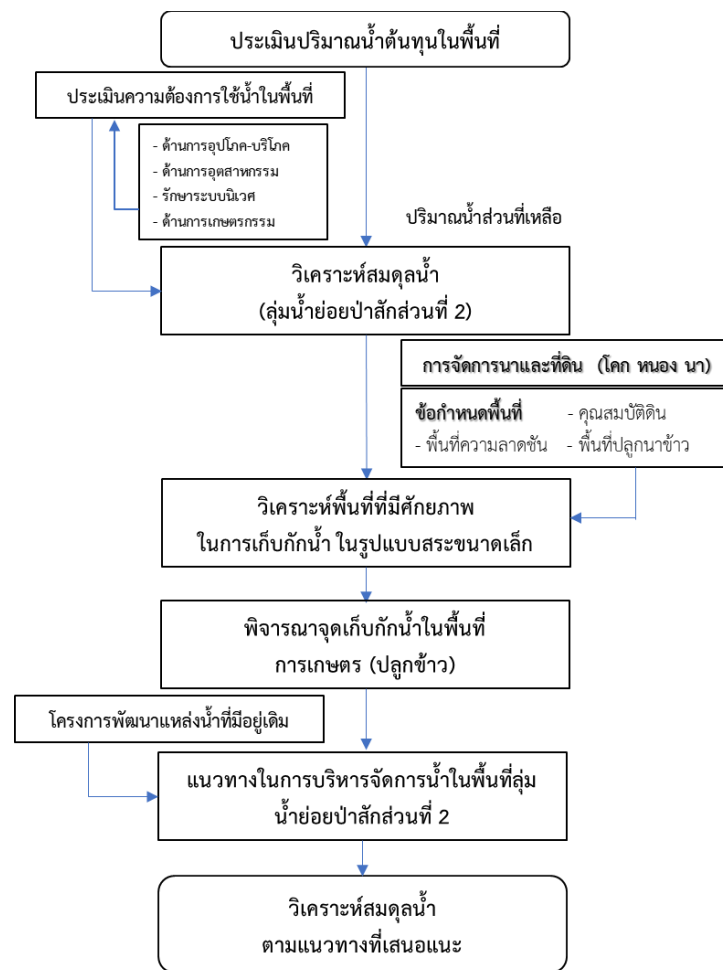 ประเมินปริมาณน้ำต้นทุนในพื้นที่
ประเมินความต้องการใช้น้ำในพื้นที่
- ด้านการอุปโภค-บริโภค
- ด้านการอุตสาหกรรม
- รักษาระบบนิเวศ
- ด้านการเกษตรกรรม
ปริมาณน้ำส่วนที่เหลือ
วิเคราะห์สมดุลน้ำ
(ลุ่มน้ำย่อยป่าสักส่วนที่ 2)
การจัดการนาและที่ดิน (โคก หนอง นา)
ข้อกำหนดพื้นที่ - คุณสมบัติดิน
- พื้นที่ความลาดชัน - พื้นที่ปลูกนาข้าว
วิเคราะห์พื้นที่ที่มีศักยภาพ
ในการเก็บกักน้ำ ในรูปแบบสระขนาดเล็ก
พิจารณาจุดเก็บกักน้ำในพื้นที่
การเกษตร (ปลูกข้าว)
โครงการพัฒนาแหล่งน้ำที่มีอยู่เดิม
แนวทางในการบริหารจัดการน้ำในพื้นที่ลุ่ม
น้ำย่อยป่าสักส่วนที่ 2
วิเคราะห์สมดุลน้ำ
ตามแนวทางที่เสนอแนะ